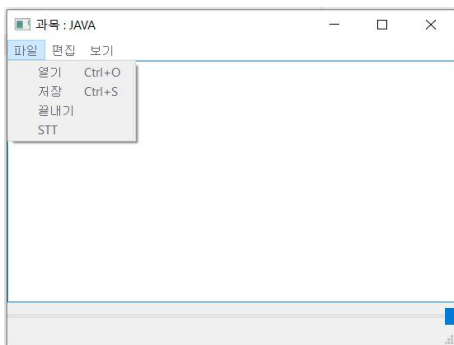 과목 : JAVA
파일 편집 보기
열기 Ctrl+O
저장 Ctrl+S
끝내기
STT